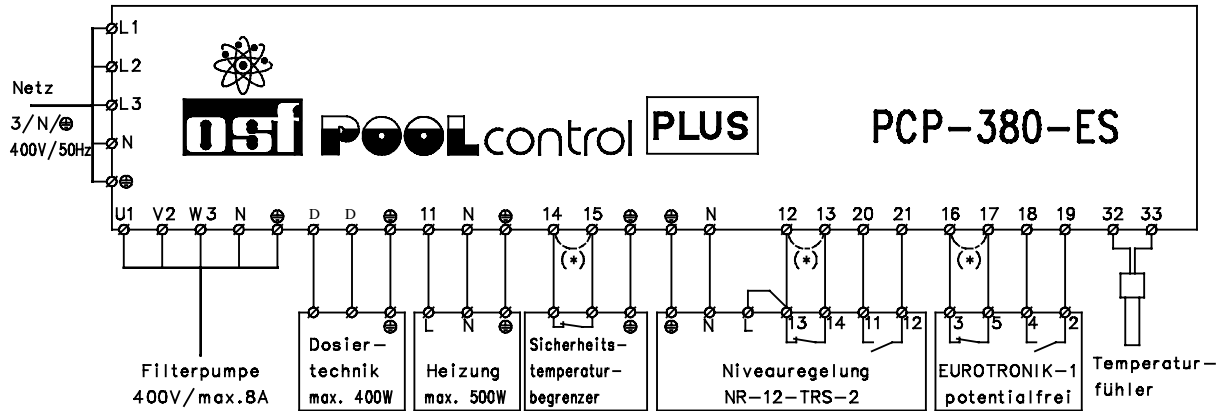 L1
L2
Netz
L3
3/N/⏚
400V/50Hz
N
osf POOL control PLUS
PCP-380-ES
U1 V2 W3 N D D 11 N 14 15 N 12 13 20 21 16 17 18 19 32 33
(*) (*) (*)
L N N L 13 14 11 12 3 5 4 2
Filterpumpe
400V/max.8A
Dosier-
technik
max. 400W
Heizung
max. 500W
Sicherheits-
temperatur-
begrenzer
Niveauregelung
NR-12-TRS-2
EUROTRONIK-1
potentialfrei
Temperatur-
fühler